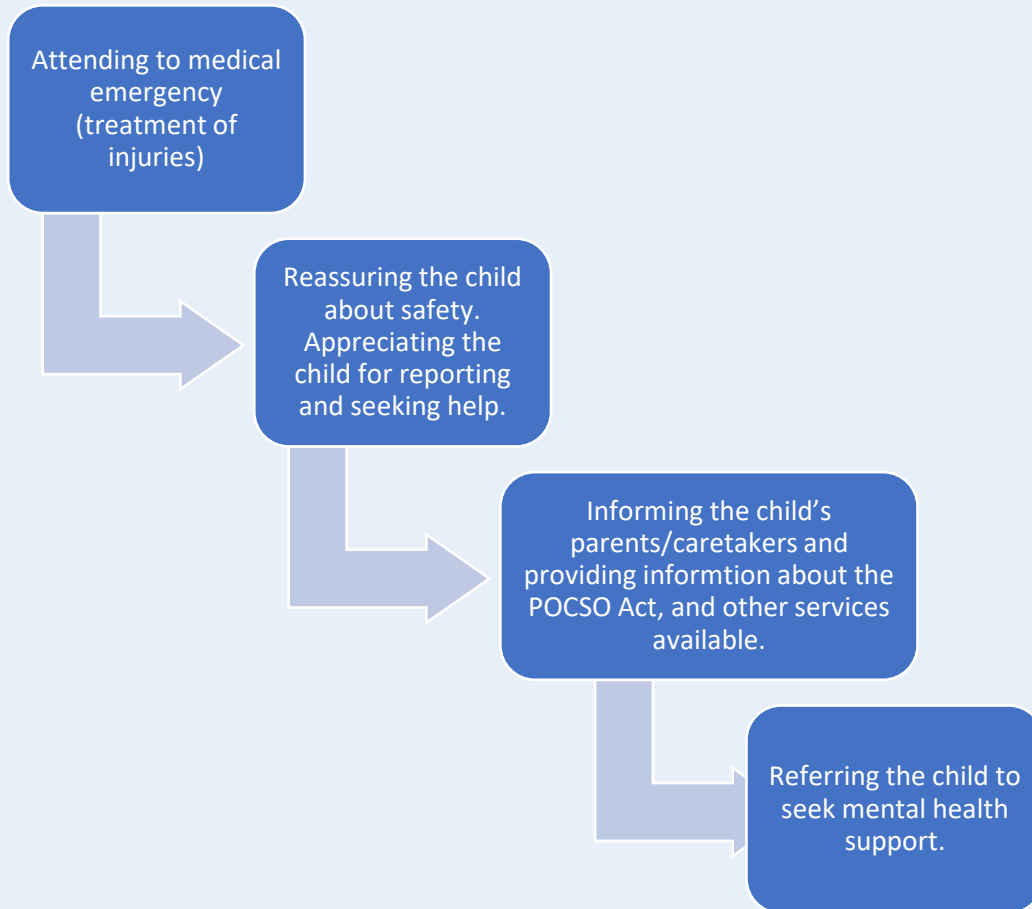 Attending to medical
emergency
(treatment of
injuries)
Reassuring the child
about safety.
Appreciating the
child for reporting
and seeking help.
Informing the child’s
parents/caretakers and
providing informtion about the
POCSO Act, and other services
available.
Referring the child to
seek mental health
support.